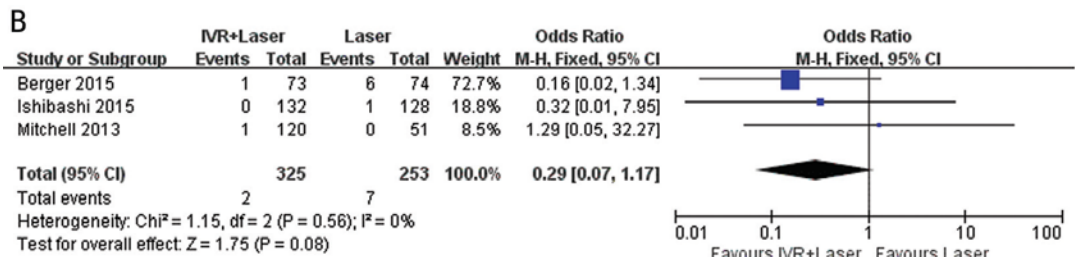 B
IVR+Laser Laser Odds Ratio Odds Ratio
Study or Subgroup Events Total Events Total Weight M-H, Fixed, 95% CI M-H, Fixed, 95% CI
Berger 2015 1 73 6 74 72.7% 0.16 [0.02, 1.34]
Ishibashi 2015 0 132 1 128 18.8% 0.32 [0.01, 7.95]
Mitchell 2013 1 120 0 51 8.5% 1.29 [0.05, 32.27]
Total (95% CI) 325 253 100.0% 0.29 [0.07, 1.17]
Total events 2 7
Heterogeneity: Chi² = 1.15, df = 2 (P = 0.56); I² = 0%
Test for overall effect: Z = 1.75 (P = 0.08)
0.01 0.1 1 10 100
Favours IVR+Laser Favours Laser